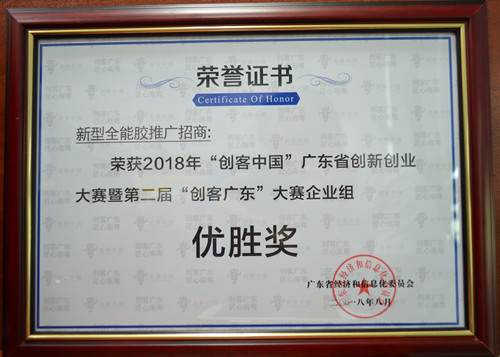 荣誉证书
Certificate Of Honor
新型全能胶推广招商:
荣获2018年“创客中国”广东省创新创业
大赛暨第二届“创客广东”大赛企业组
优胜奖
广东省经济和信息化委员会
二〇一八年八月